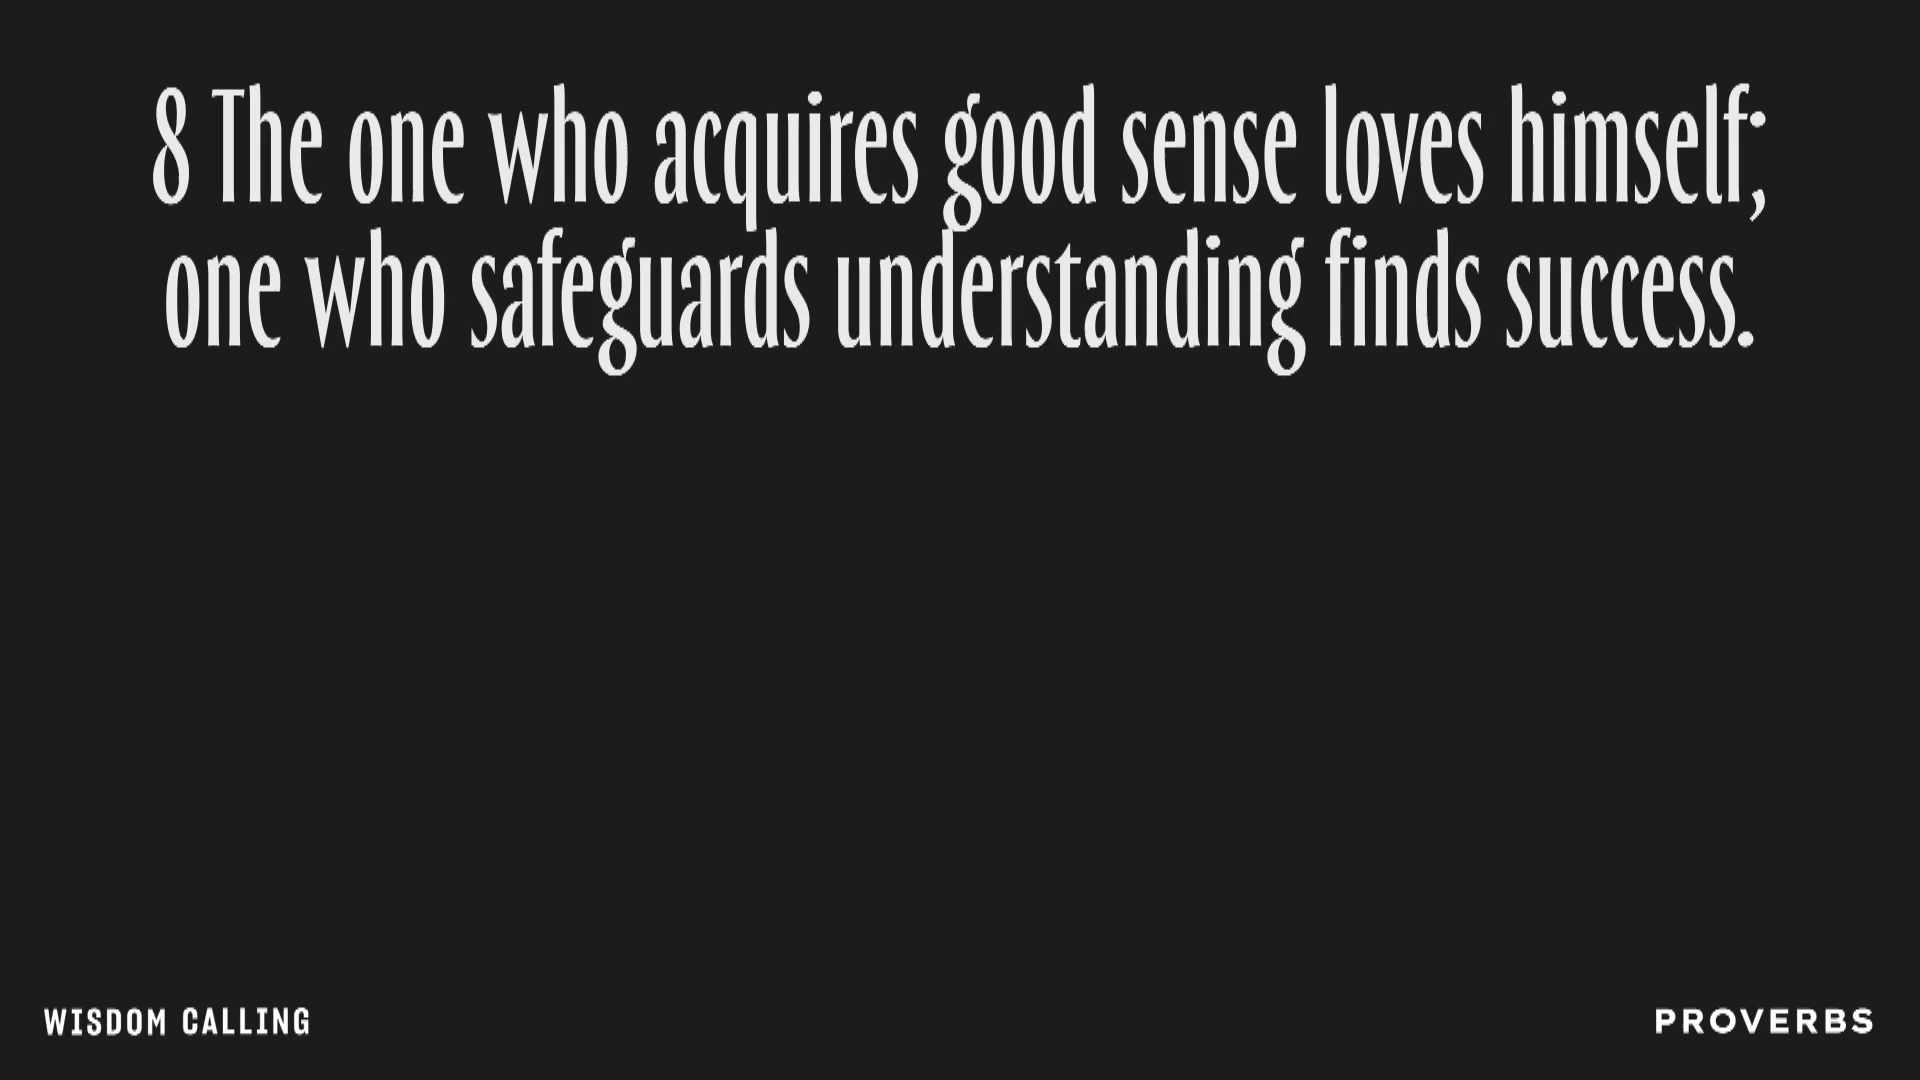 8 The one who acquires good sense loves himself;
one who safeguards understanding finds success.
WISDOM CALLING
PROVERBS